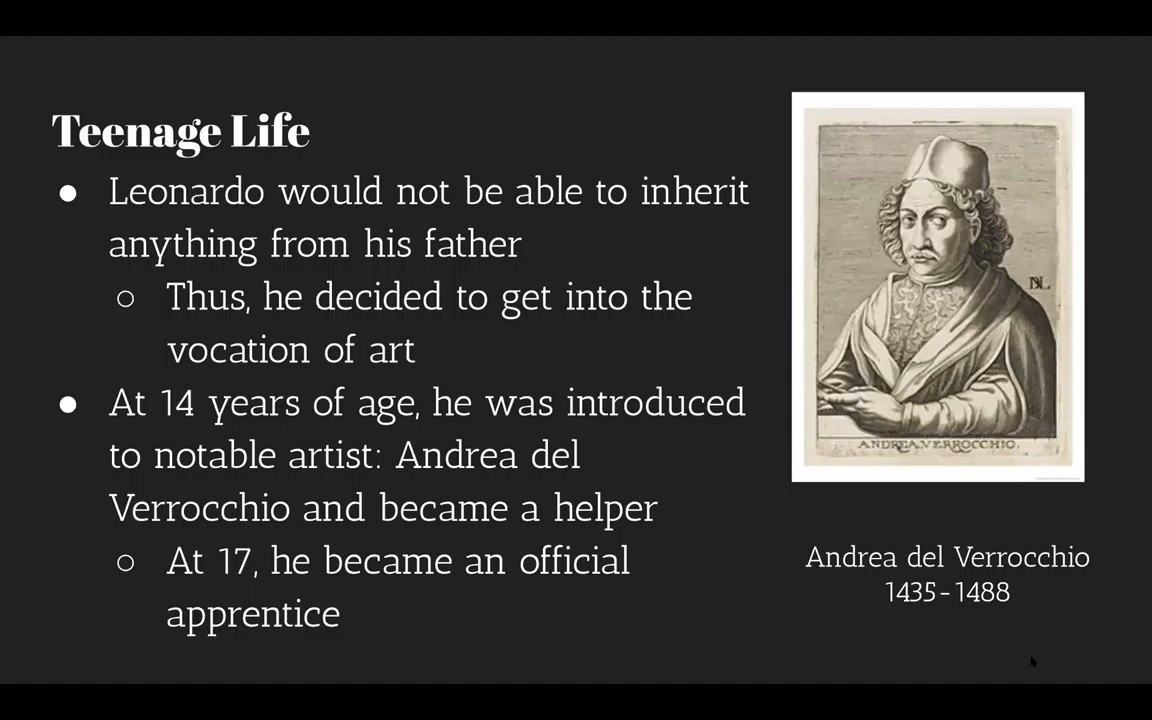 Teenage Life
● Leonardo would not be able to inherit
anything from his father
○ Thus, he decided to get into the
vocation of art
● At 14 years of age, he was introduced
to notable artist: Andrea del
Verrocchio and became a helper
○ At 17, he became an official
apprentice
DL
ANDREA VERROCCHIO.
Andrea del Verrocchio
1435-1488